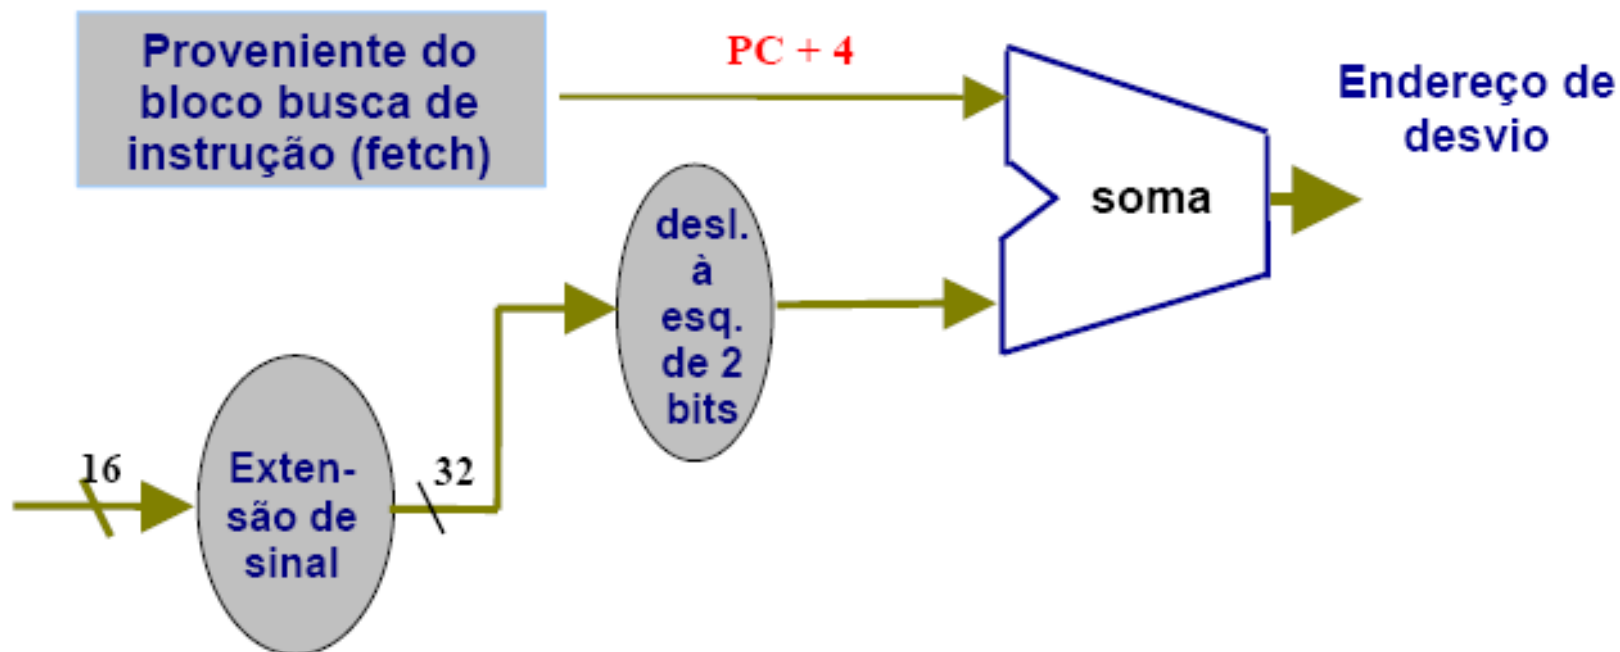 Proveniente do
bloco busca de
instrução (fetch)
PC + 4
Endereço de
desvio
soma
desl.
à
esq.
de 2
bits
16
Exten-
são de
sinal
32